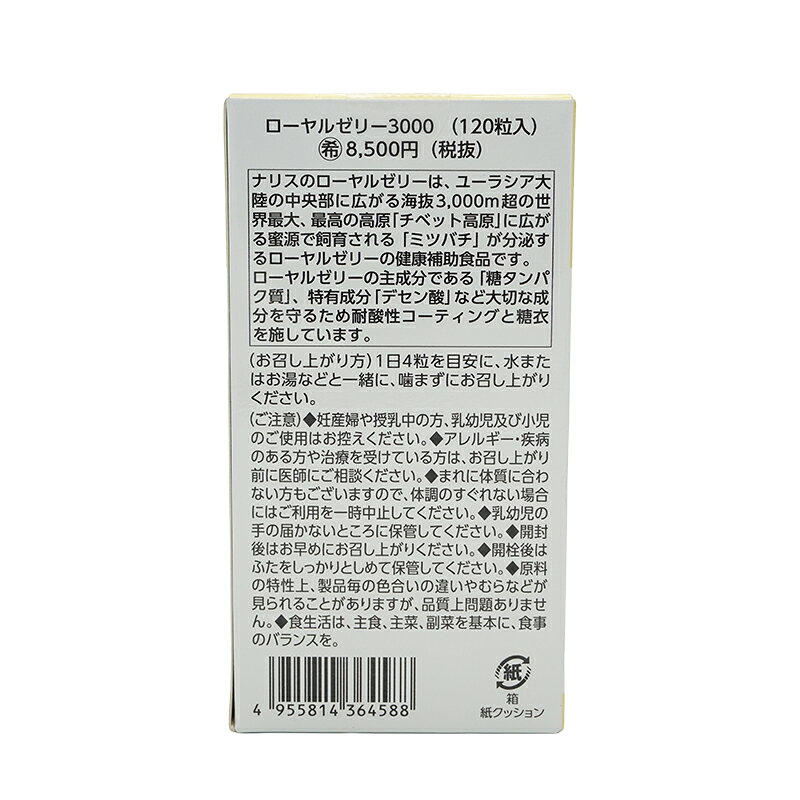 ローヤルゼリー3000 (120粒入)
希 8,500円(税抜)
ナリスのローヤルゼリーは、ユーラシア大
陸の中央部に広がる海抜3,000m超の世
界最大、最高の高原「チベット高原」に広が
る蜜源で飼育される「ミツバチ」が分泌す
るローヤルゼリーの健康補助食品です。
ローヤルゼリーの主成分である「糖タンパ
ク質」、特有成分「デセン酸」など大切な成
分を守るため耐酸性コーティングと糖衣
を施しています。
(お召し上がり方)1日4粒を目安に、水また
はお湯などと一緒に、噛まずにお召し上がり
ください。
(ご注意)◆妊産婦や授乳中の方、乳幼児及び小児
のご使用はお控えください。◆アレルギー・疾病
のある方や治療を受けている方は、お召し上がり
前に医師にご相談ください。◆まれに体質に合わ
ない方もございますので、体調のすぐれない場合
にはご利用を一時中止してください。◆乳幼児の
手の届かないところに保管してください。◆開封
後はお早めにお召し上がりください。◆開栓後は
ふたをしっかりとしめて保管してください。◆原料
の特性上、製品毎の色合いの違いやむらなどが
見られることがありますが、品質上問題ありませ
ん。◆食生活は、主食、主菜、副菜を基本に、食事
のバランスを。
4 955814 364588
紙
箱
紙クッション